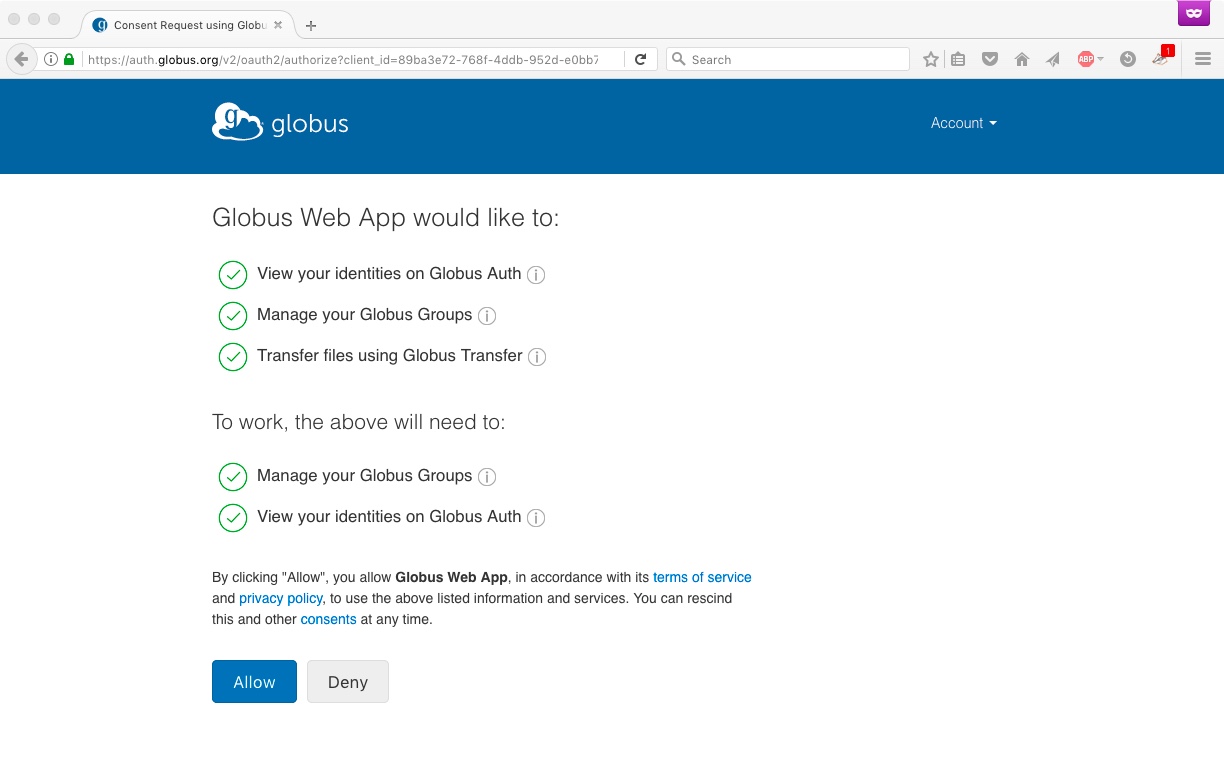 Consent Request using Globu
https://auth.globus.org/v2/oauth2/authorize?client_id=89ba3e72-768f-4ddb-952d-e0bb7
Search
ABP
1
globus
Account
Globus Web App would like to:
View your identities on Globus Auth
Manage your Globus Groups
Transfer files using Globus Transfer
To work, the above will need to:
Manage your Globus Groups
View your identities on Globus Auth
By clicking "Allow", you allow Globus Web App, in accordance with its terms of service
and privacy policy, to use the above listed information and services. You can rescind
this and other consents at any time.
Allow
Deny